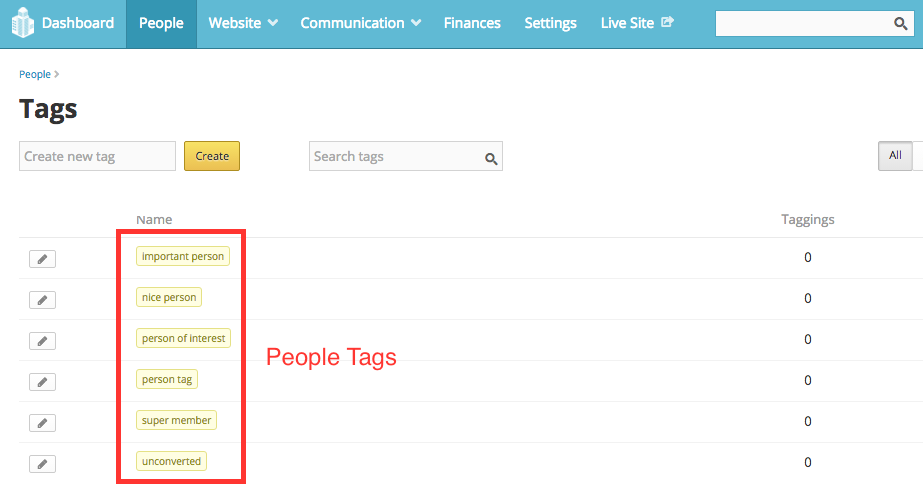 Dashboard People Website Communication Finances Settings Live Site
People
Tags
Create new tag Create Search tags All
Name Taggings
important person 0
nice person 0
person of interest 0
People Tags
person tag 0
super member 0
unconverted 0